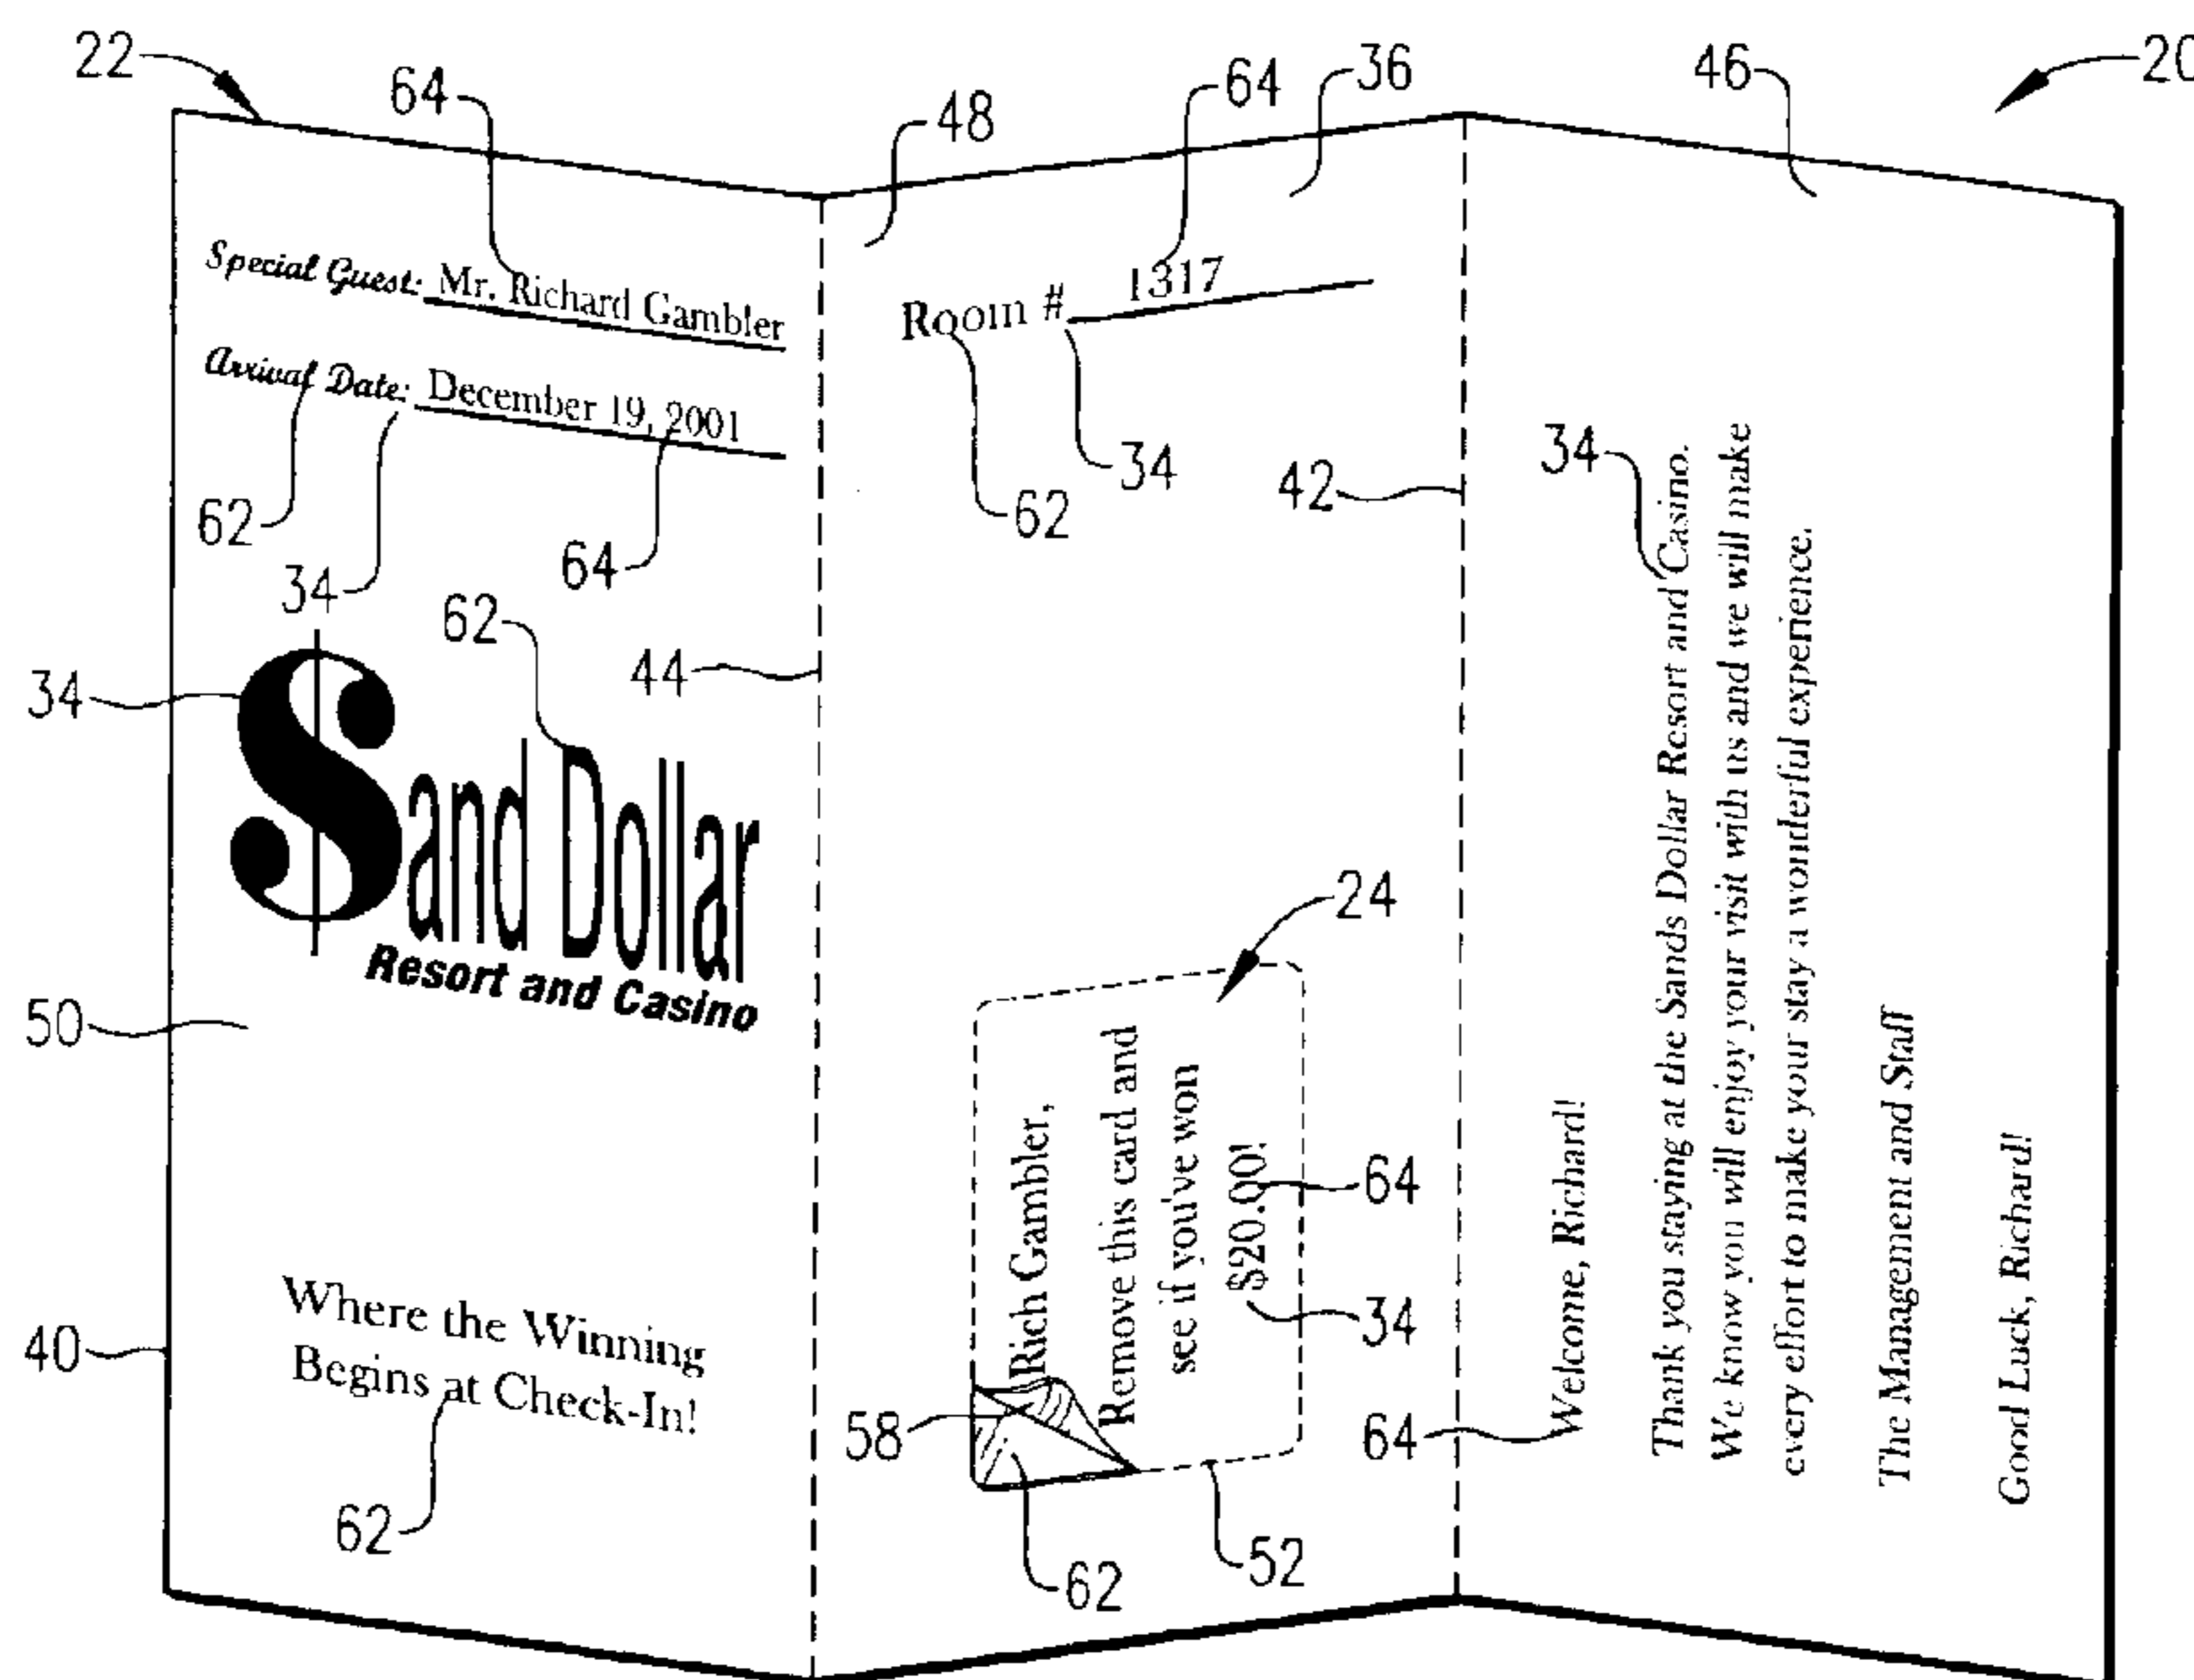 22
64
48
64
36
46
20
Special Guest: Mr. Richard Gambler
Arrival Date: December 19, 2001
62
34
64
Room # 1317
62
34
42
34
62
44
34
$and Dollar
Resort and Casino
50
Where the Winning
Begins at Check-In!
40
62
24
Rich Gambler,
Remove this card and
see if you've won
$20.00!
64
34
58
62
52
64
34
Welcome, Richard!
Thank you staying at the Sands Dollar Resort and Casino.
We know you will enjoy your visit with us and we will make
every effort to make your stay a wonderful experience.
The Management and Staff
Good Luck, Richard!